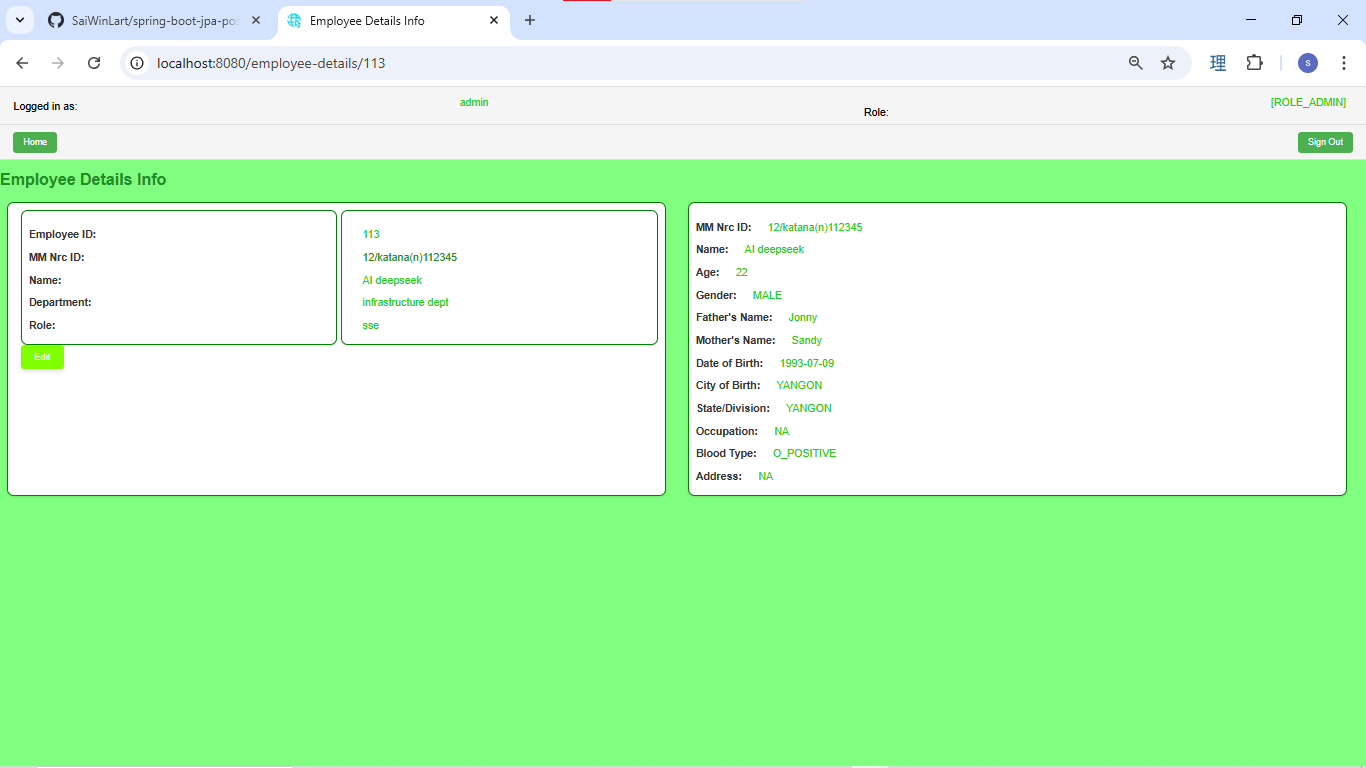 SaiWinLart/spring-boot-jpa-pos
Employee Details Info
localhost:8080/employee-details/113
理
s
Logged in as: admin Role: [ROLE_ADMIN]
Home Sign Out
Employee Details Info
Employee ID: 113
MM Nrc ID: 12/katana(n)112345
Name: AI deepseek
Department: infrastructure dept
Role: sse
Edit
MM Nrc ID: 12/katana(n)112345
Name: AI deepseek
Age: 22
Gender: MALE
Father's Name: Jonny
Mother's Name: Sandy
Date of Birth: 1993-07-09
City of Birth: YANGON
State/Division: YANGON
Occupation: NA
Blood Type: O_POSITIVE
Address: NA